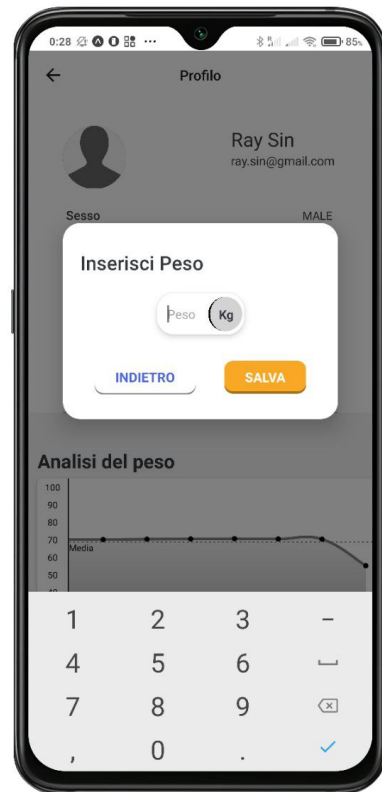 0:28 ... 85%
Profilo
Ray Sin
ray.sin@gmail.com
Sesso MALE
Inserisci Peso
Peso Kg
INDIETRO SALVA
Analisi del peso
100
90
80
70
Media
60
50
40
1 2 3 -
4 5 6
7 8 9
, 0 .